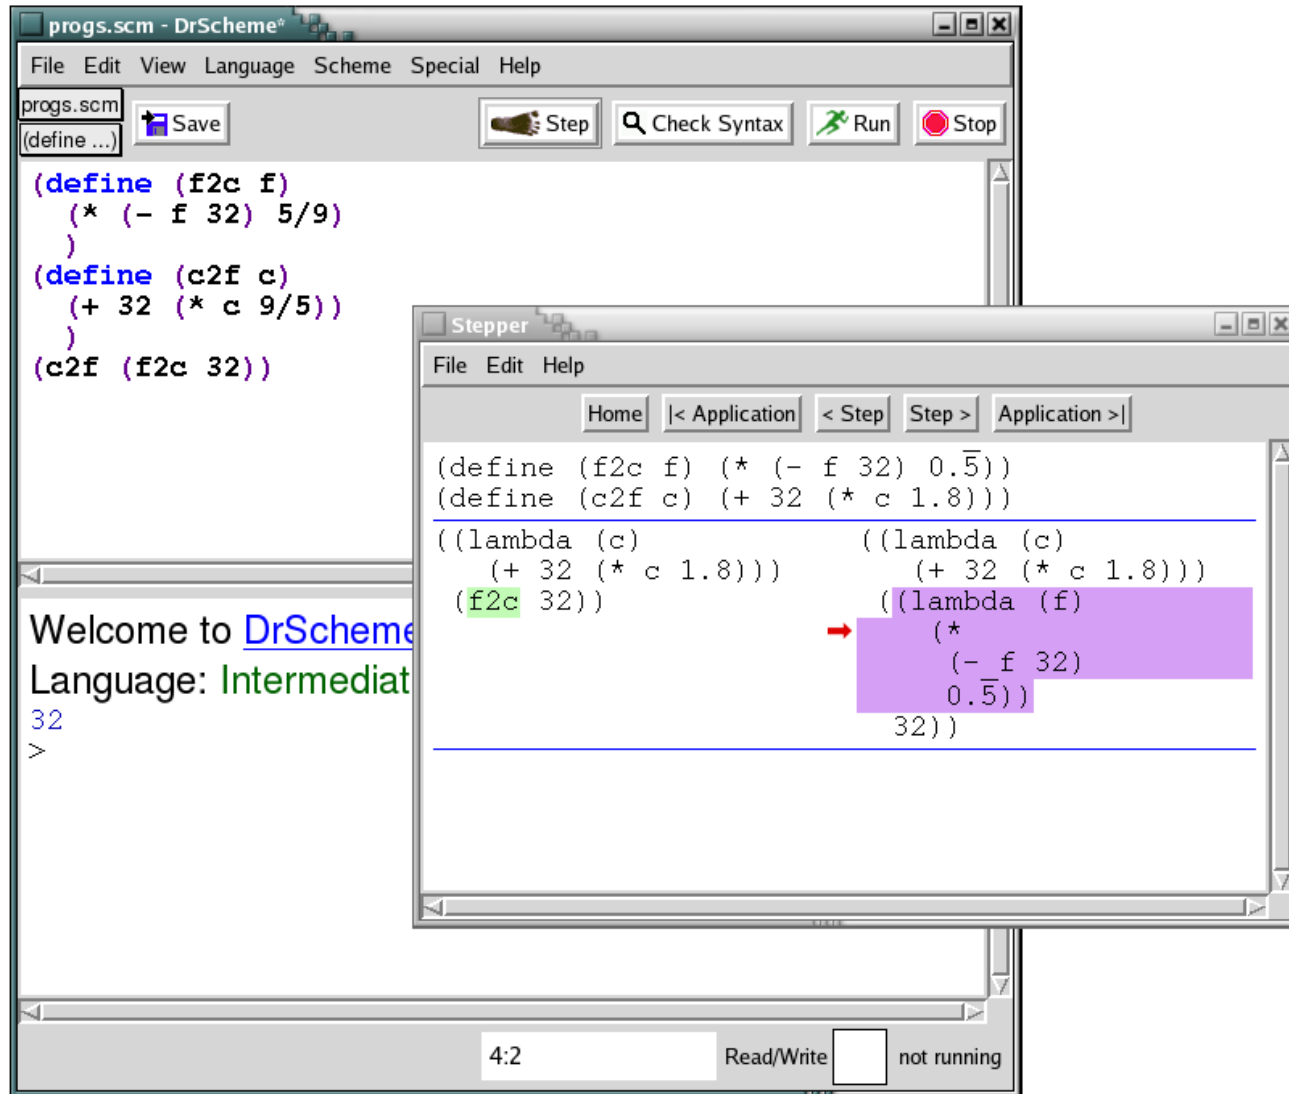 progs.scm - DrScheme*
File Edit View Language Scheme Special Help
progs.scm
(define ...)
Save
Step
Check Syntax
Run
Stop
(define (f2c f)
(* (- f 32) 5/9)
)
(define (c2f c)
(+ 32 (* c 9/5))
)
(c2f (f2c 32))
Welcome to DrScheme
Language: Intermediat
32
>
Stepper
File Edit Help
Home |< Application < Step Step > Application >|
(define (f2c f) (* (- f 32) 0.5̅))
(define (c2f c) (+ 32 (* c 1.8)))
((lambda (c)
(+ 32 (* c 1.8)))
(f2c 32))
((lambda (c)
(+ 32 (* c 1.8)))
((lambda (f)
(*
(- f 32)
0.5̅))
32))
4:2
Read/Write
not running